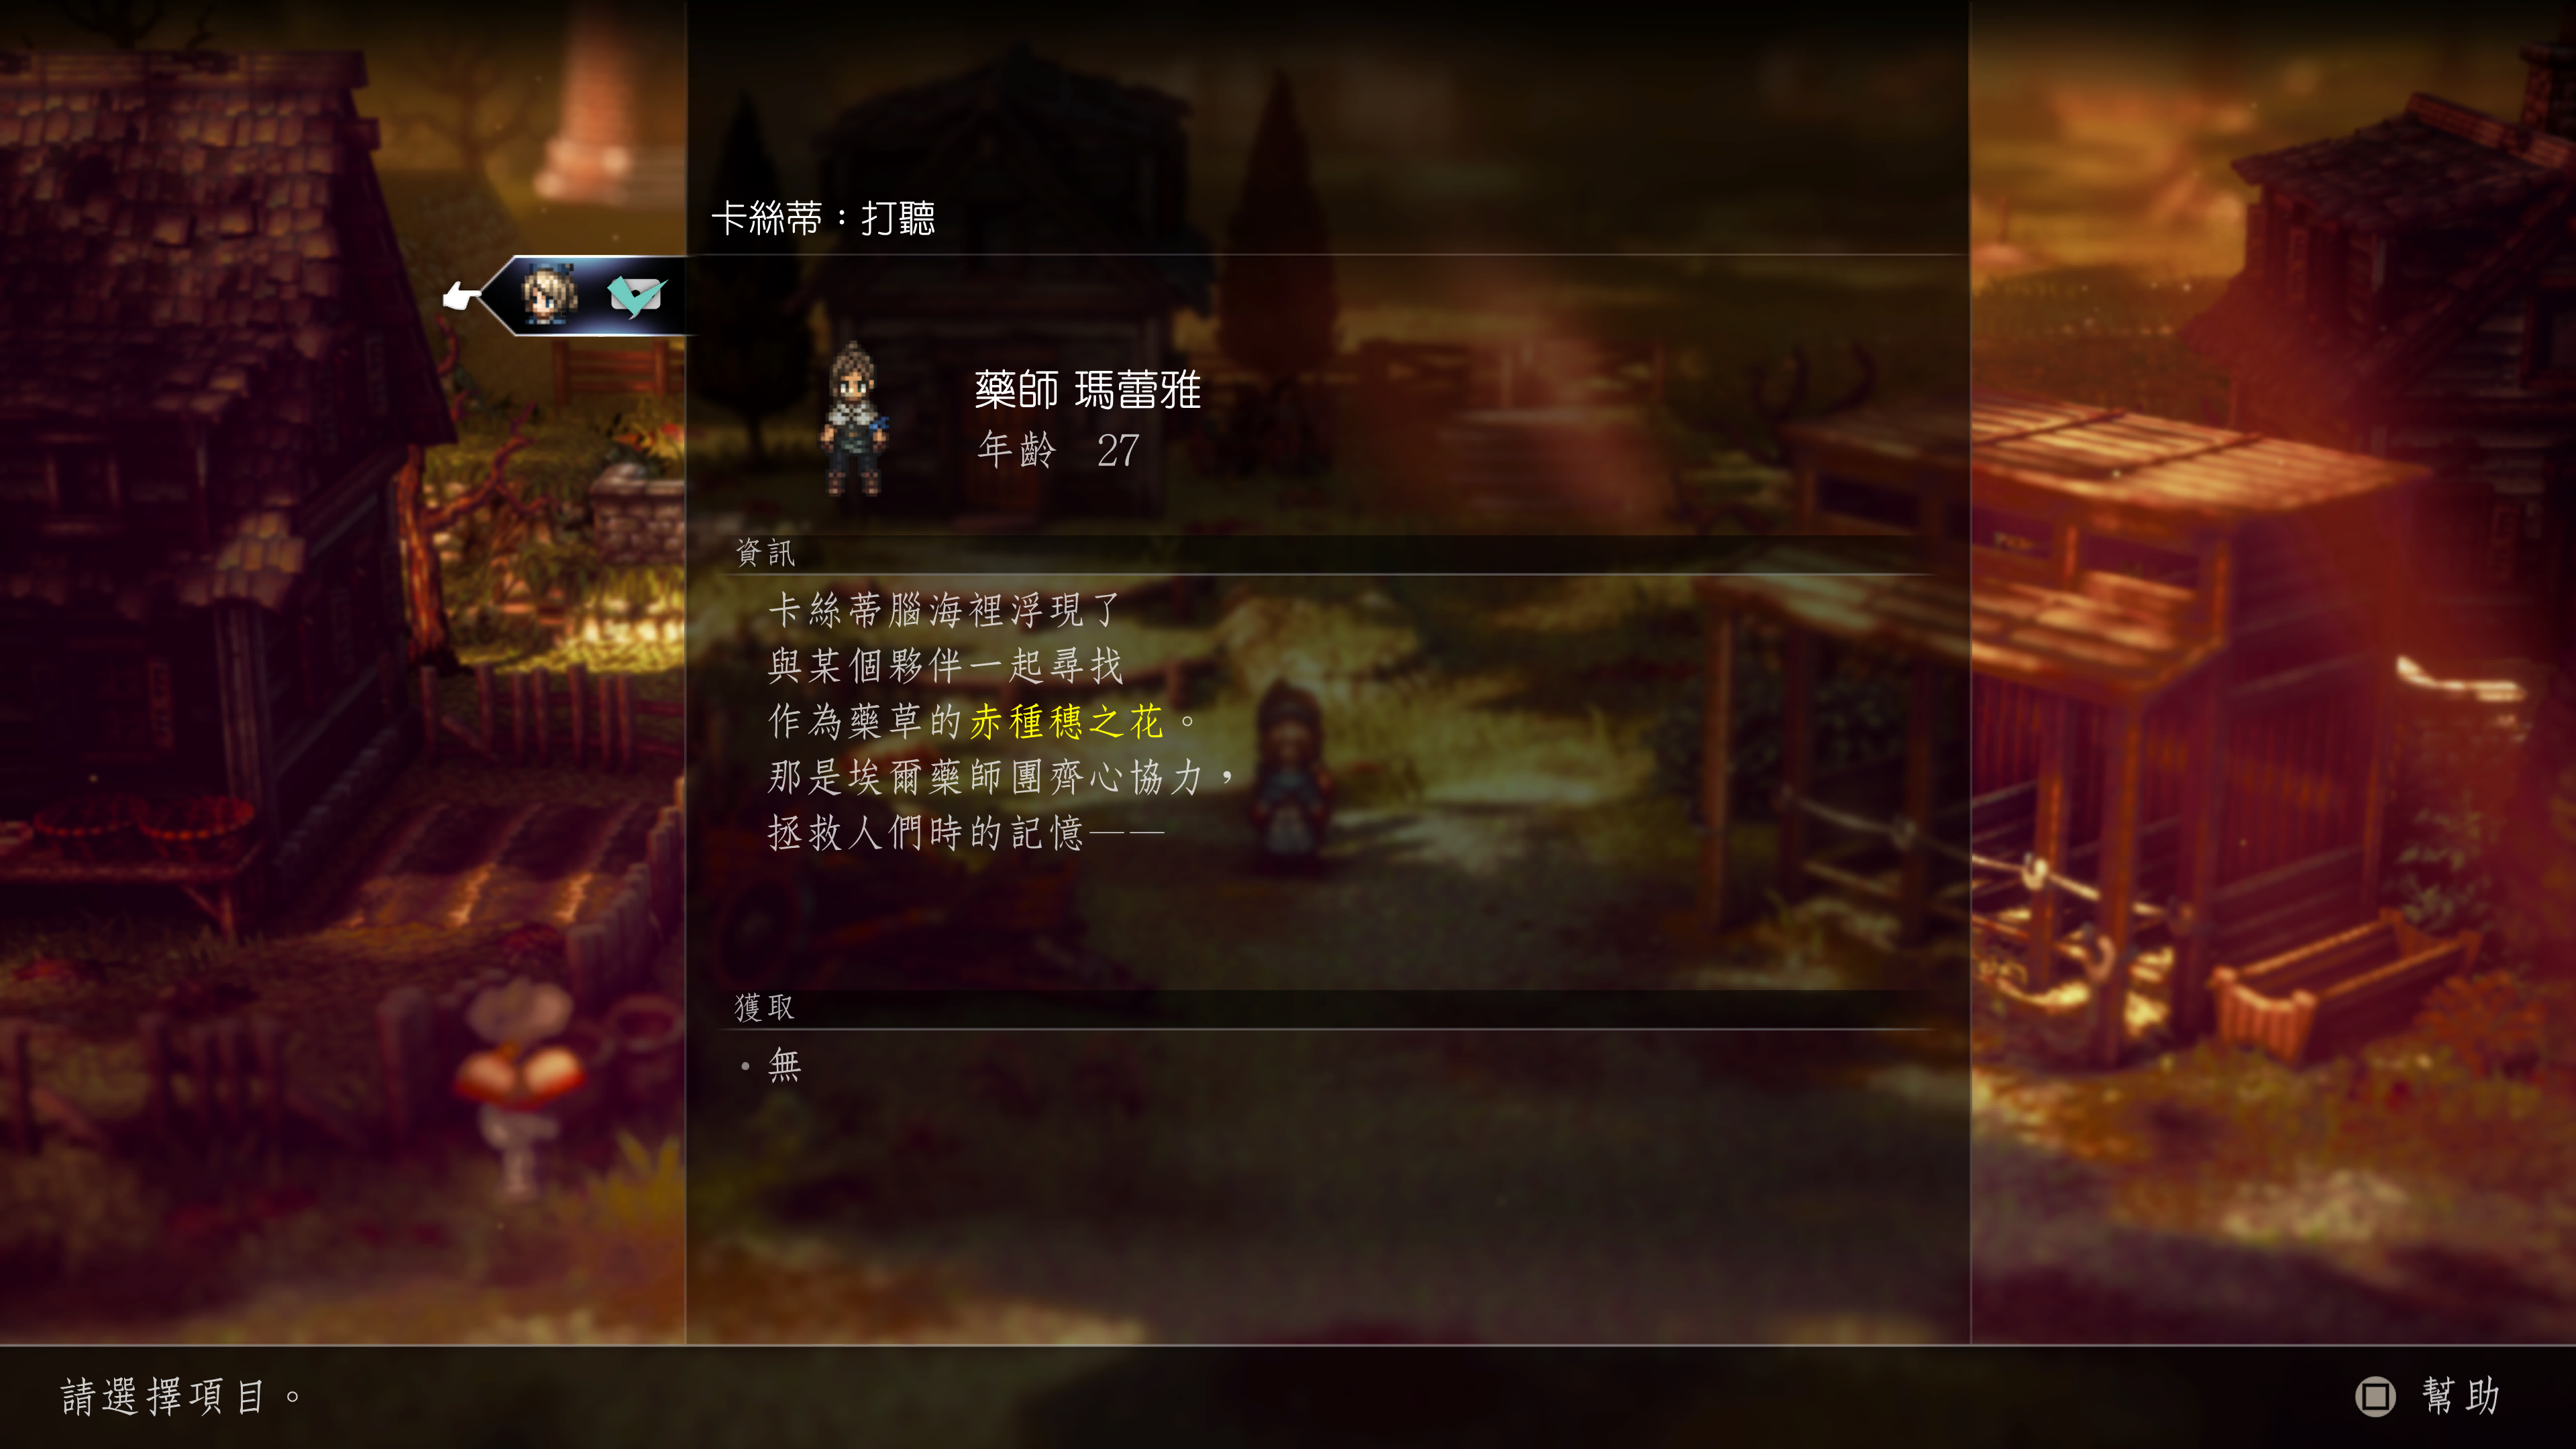 卡絲蒂：打聽
藥師 瑪蕾雅
年齡 27
資訊
卡絲蒂腦海裡浮現了
與某個夥伴一起尋找
作為藥草的赤種穗之花。
那是埃爾藥師團齊心協力，
拯救人們時的記憶——
獲取
・無
請選擇項目。
幫助